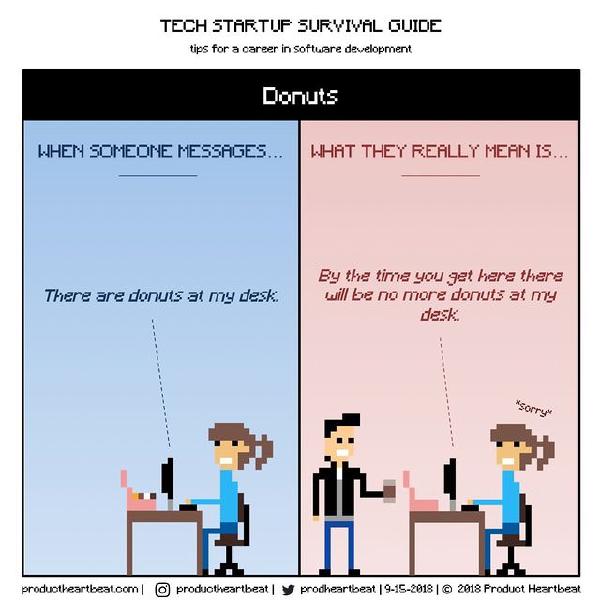 TECH STARTUP SURVIVAL GUIDE
tips for a career in software development
Donuts
WHEN SOMEONE MESSAGES...
There are donuts at my desk.
WHAT THEY REALLY MEAN IS...
By the time you get here there
will be no more donuts at my
desk.
*sorry*
productheartbeat.com | productheartbeat | prodheartbeat | 9-15-2018 | © 2018 Product Heartbeat